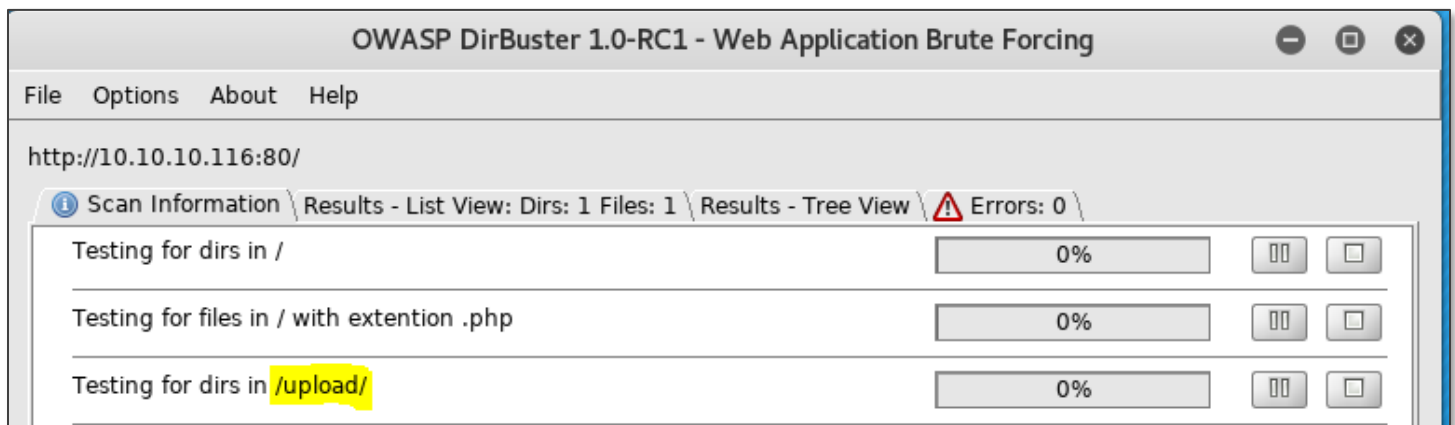 OWASP DirBuster 1.0-RC1 - Web Application Brute Forcing
File Options About Help
http://10.10.10.116:80/
Scan Information Results - List View: Dirs: 1 Files: 1 Results - Tree View Errors: 0
Testing for dirs in / 0%
Testing for files in / with extention .php 0%
Testing for dirs in /upload/ 0%